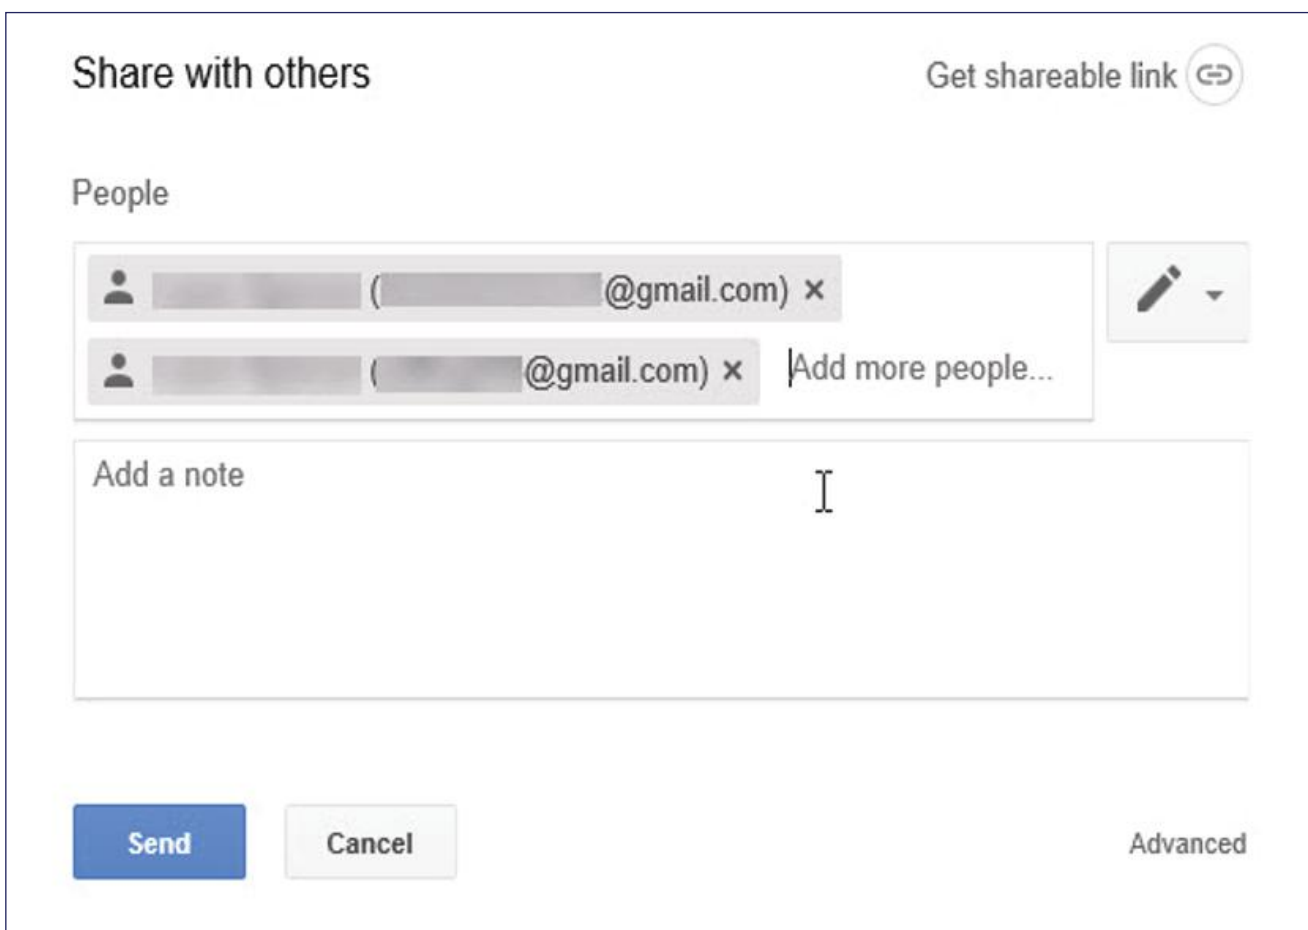 Share with others
Get shareable link
People
(@gmail.com) ×
(@gmail.com) × Add more people...
Add a note
Send
Cancel
Advanced